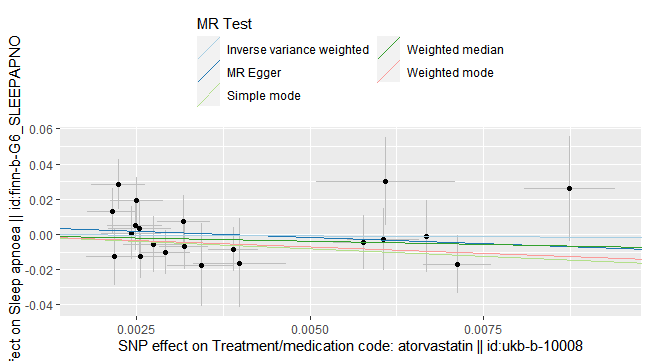 MR Test
Inverse variance weighted
Weighted median
MR Egger
Weighted mode
Simple mode
effect on Sleep apnoea || id:finn-b-G6_SLEEPAPNO
0.06
0.04
0.02
0.00
-0.02
-0.04
0.0025
0.0050
0.0075
SNP effect on Treatment/medication code: atorvastatin || id:ukb-b-10008